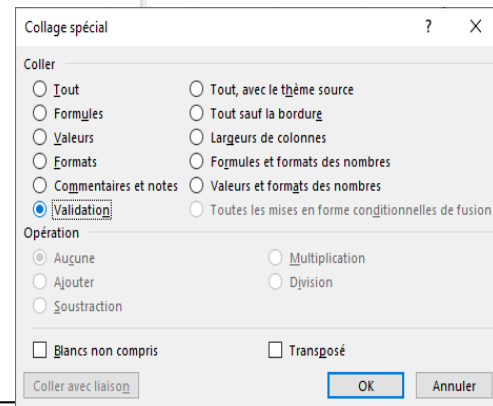 Collage spécial ? X
Coller
Tout Tout, avec le thème source
Formules Tout sauf la bordure
Valeurs Largeurs de colonnes
Formats Formules et formats des nombres
Commentaires et notes Valeurs et formats des nombres
Validation Toutes les mises en forme conditionnelles de fusion
Opération
Aucune Multiplication
Ajouter Division
Soustraction
Blancs non compris Transposé
Coller avec liaison OK Annuler